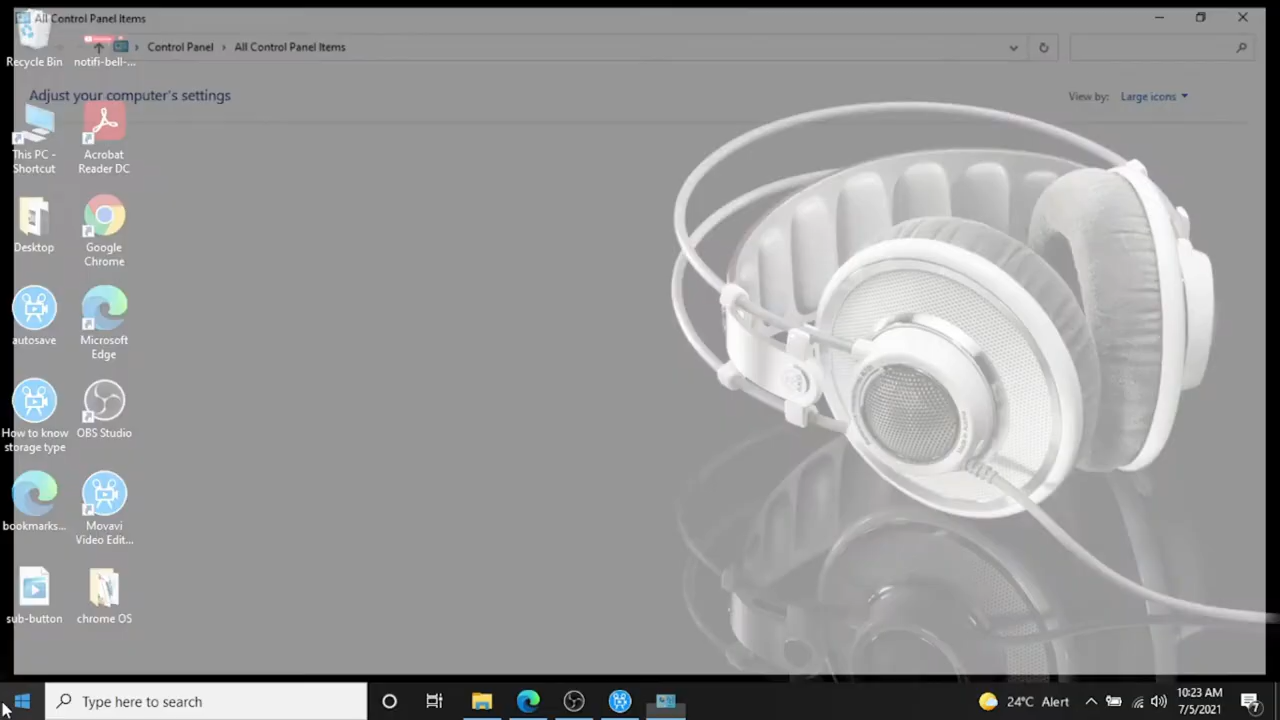 All Control Panel Items
Control Panel
All Control Panel Items
Adjust your computer's settings
View by: Large icons
Recycle Bin
notifi-bell-...
This PC -
Shortcut
Acrobat
Reader DC
Desktop
Google
Chrome
autosave
Microsoft
Edge
How to know
storage type
OBS Studio
bookmarks...
Movavi
Video Edit...
sub-button
chrome OS
Type here to search
24°C Alert
10:23 AM
7/5/2021
7